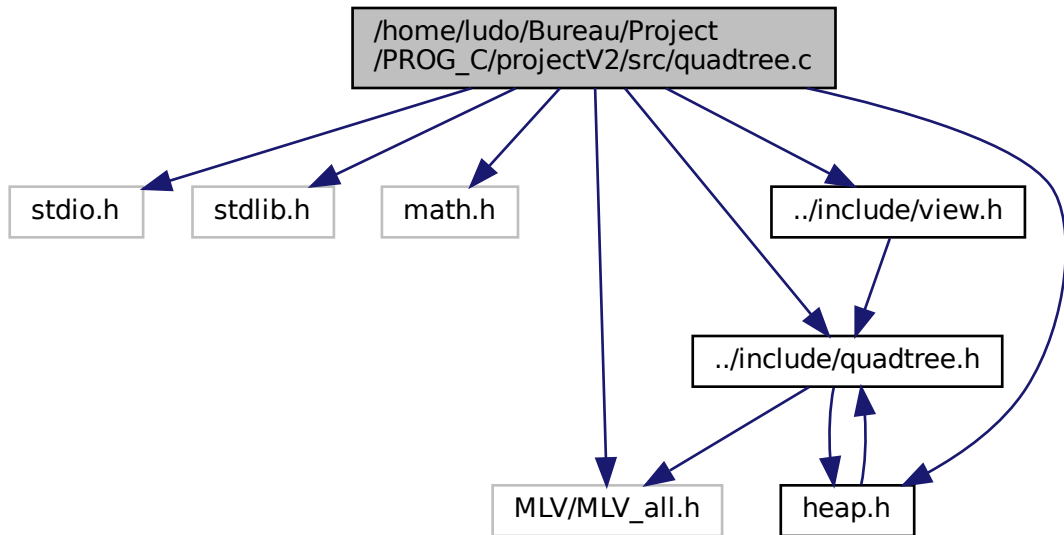 /home/ludo/Bureau/Project
/PROG_C/projectV2/src/quadtree.c
stdio.h
stdlib.h
math.h
../include/view.h
../include/quadtree.h
MLV/MLV_all.h
heap.h